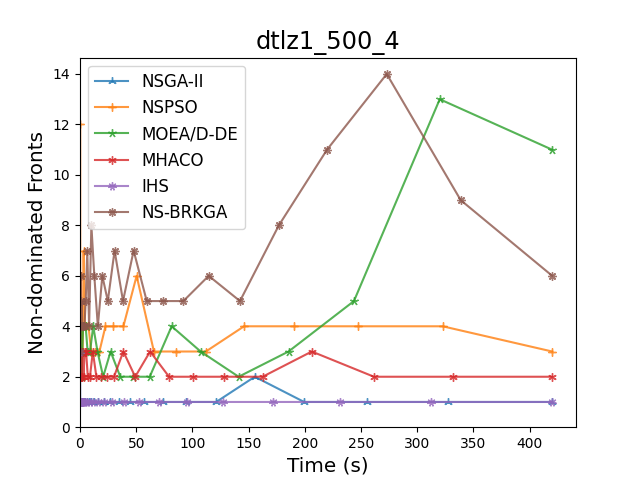 dtlz1_500_4
Non-dominated Fronts
14
12
10
8
6
4
2
0
NSGA-II
NSPSO
MOEA/D-DE
MHACO
IHS
NS-BRKGA
0 50 100 150 200 250 300 350 400
Time (s)